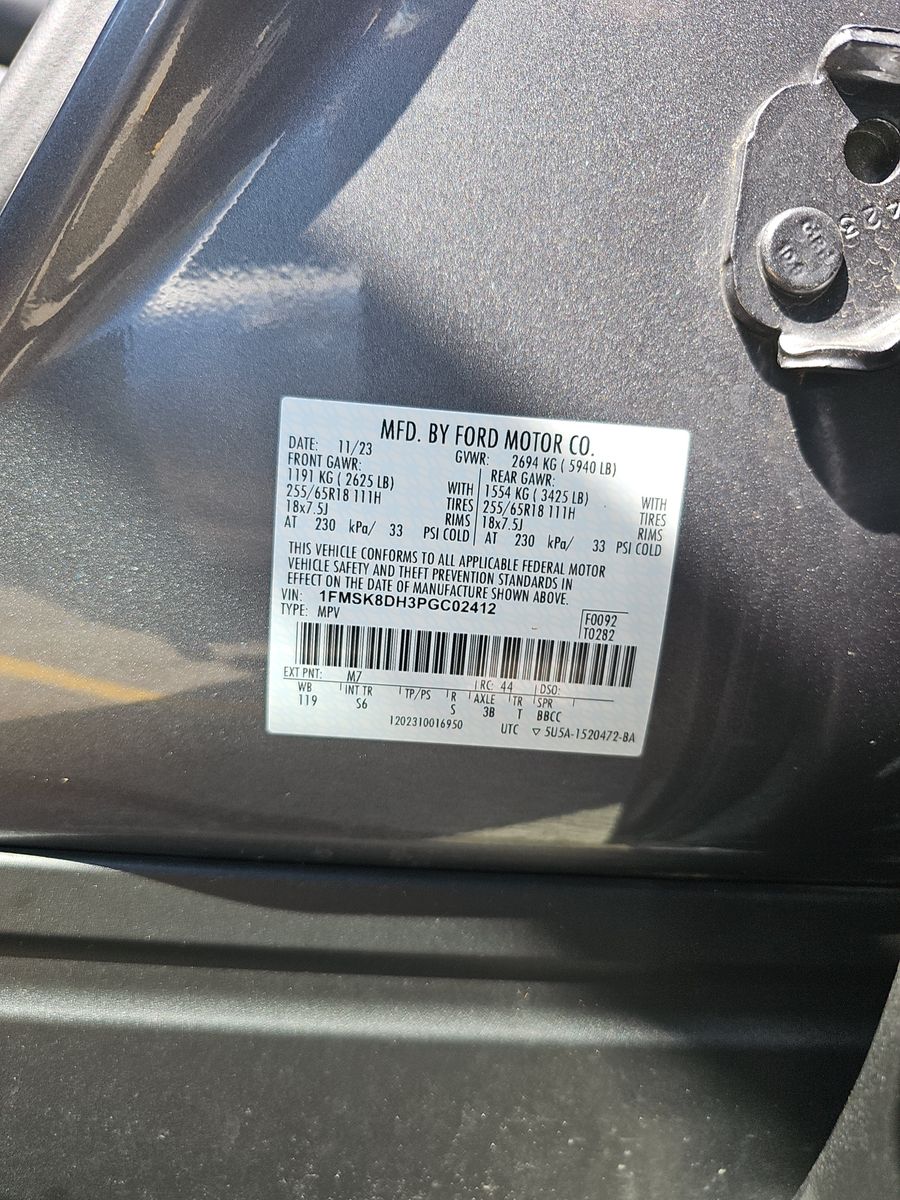 MFD. BY FORD MOTOR CO.
DATE: 11/23 GVWR: 2694 KG ( 5940 LB)
FRONT GAWR: REAR GAWR:
1191 KG ( 2625 LB) WITH 1554 KG ( 3425 LB) WITH
255/65R18 111H TIRES 255/65R18 111H TIRES
18x7.5J RIMS 18x7.5J RIMS
AT 230 kPa/ 33 PSI COLD AT 230 kPa/ 33 PSI COLD
THIS VEHICLE CONFORMS TO ALL APPLICABLE FEDERAL MOTOR
VEHICLE SAFETY AND THEFT PREVENTION STANDARDS IN
EFFECT ON THE DATE OF MANUFACTURE SHOWN ABOVE.
VIN: 1FMSK8DH3PGC02412
TYPE: MPV
F0092
T0282
EXT PNT: M7 RC: 44 DSO:
WB INT TR TP/PS R AXLE TR SPR
119 S6 S 3B T BBCC
1202310016950 UTC ▽ 5U5A-1520472-BA